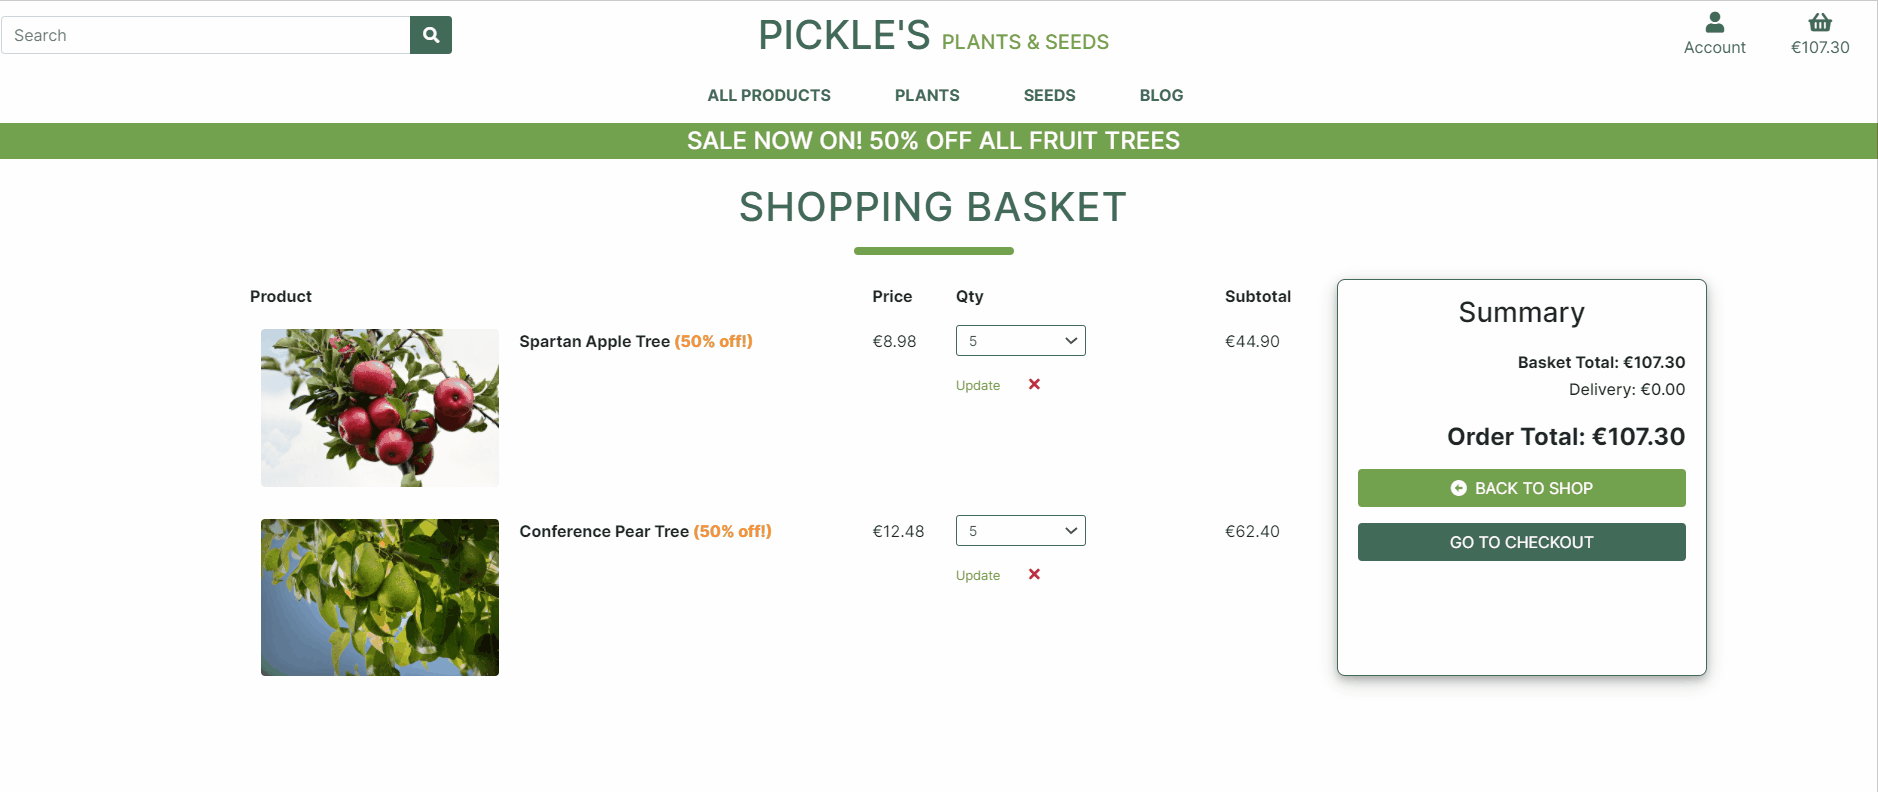 Search
PICKLE'S PLANTS & SEEDS
Account
€107.30
ALL PRODUCTS PLANTS SEEDS BLOG
SALE NOW ON! 50% OFF ALL FRUIT TREES
SHOPPING BASKET
Product Price Qty Subtotal
Spartan Apple Tree (50% off!) €8.98 5 €44.90
Update
Conference Pear Tree (50% off!) €12.48 5 €62.40
Update
Summary
Basket Total: €107.30
Delivery: €0.00
Order Total: €107.30
BACK TO SHOP
GO TO CHECKOUT